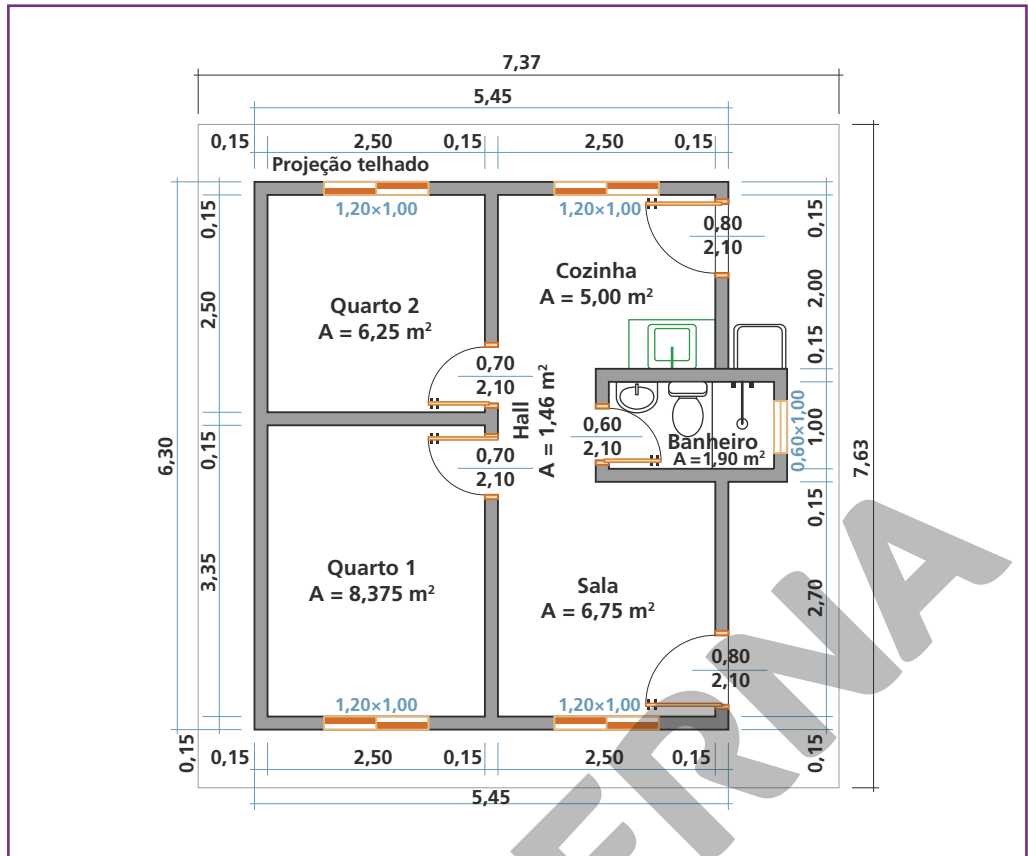 7,37
5,45
0,15 2,50 0,15 2,50 0,15
Projeção telhado
1,20×1,00 1,20×1,00
0,15
0,80
2,10
0,15
Cozinha
A = 5,00 m²
Quarto 2
A = 6,25 m²
2,50
2,00
0,15
0,70
2,10
Hall
A = 1,46 m²
0,60
2,10
Banheiro
A = 1,90 m²
0,60×1,00
1,00
6,30
0,15
0,70
2,10
7,63
0,15
Quarto 1
A = 8,375 m²
3,35
Sala
A = 6,75 m²
2,70
0,80
2,10
1,20×1,00 1,20×1,00
0,15
0,15 2,50 0,15 2,50 0,15
0,15
5,45
ERNA